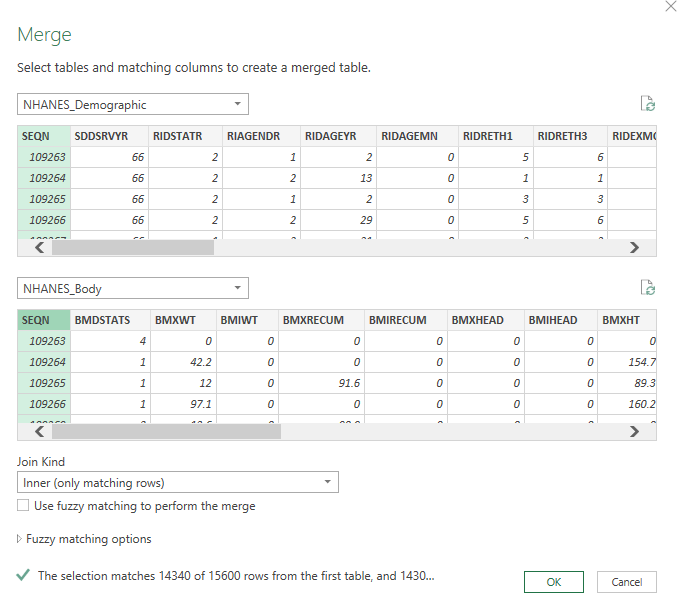 Merge
Select tables and matching columns to create a merged table.
NHANES_Demographic
SEQN SDDSRVYR RIDSTATR RIAGENDR RIDAGEYR RIDAGEMN RIDRETH1 RIDRETH3 RIDEXMO
109263 66 2 1 2 0 5 6
109264 66 2 2 13 0 1 1
109265 66 2 1 2 0 3 3
109266 66 2 2 29 0 5 6
NHANES_Body
SEQN BMDSTATS BMXWT BMIWT BMXRECUM BMIRECUM BMXHEAD BMIHEAD BMXHT
109263 4 0 0 0 0 0 0 0
109264 1 42.2 0 0 0 0 0 154.7
109265 1 12 0 91.6 0 0 0 89.3
109266 1 97.1 0 0 0 0 0 160.2
Join Kind
Inner (only matching rows)
Use fuzzy matching to perform the merge
Fuzzy matching options
The selection matches 14340 of 15600 rows from the first table, and 1430...
OK Cancel